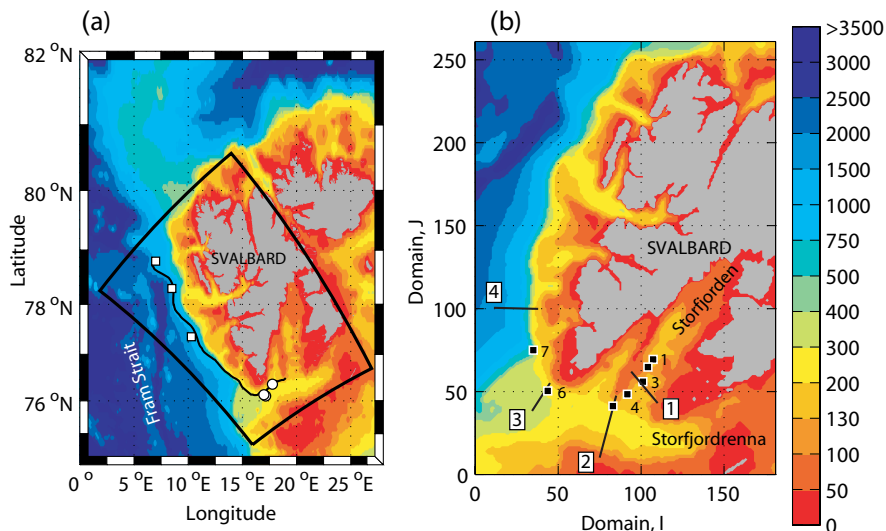 (a)
82 °N
80 °N
78 °N
76 °N
Latitude
SVALBARD
Fram Strait
0 °
5 °E
10 °E
15 °E
20 °E
25 °E
Longitude
(b)
250
200
150
100
50
0
Domain, J
SVALBARD
Storfjorden
4
7
1
3
6
4
3
1
2
Storfjordrenna
0
50
100
150
Domain, I
>3500
3000
2500
2000
1000
750
500
400
300
200
130
100
50
0